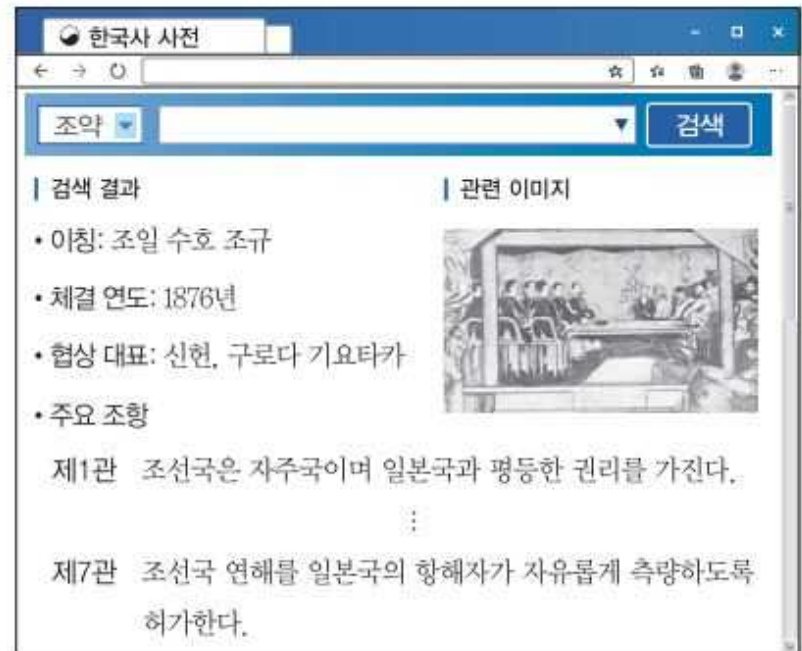 한국사 사전
조약
검색
검색 결과
관련 이미지
• 이칭: 조일 수호 조규
• 체결 연도: 1876년
• 협상 대표: 신헌, 구로다 기요타카
• 주요 조항
제1관 조선국은 자주국이며 일본국과 평등한 권리를 가진다.
⋮
제7관 조선국 연해를 일본국의 항해자가 자유롭게 측량하도록
허가한다.